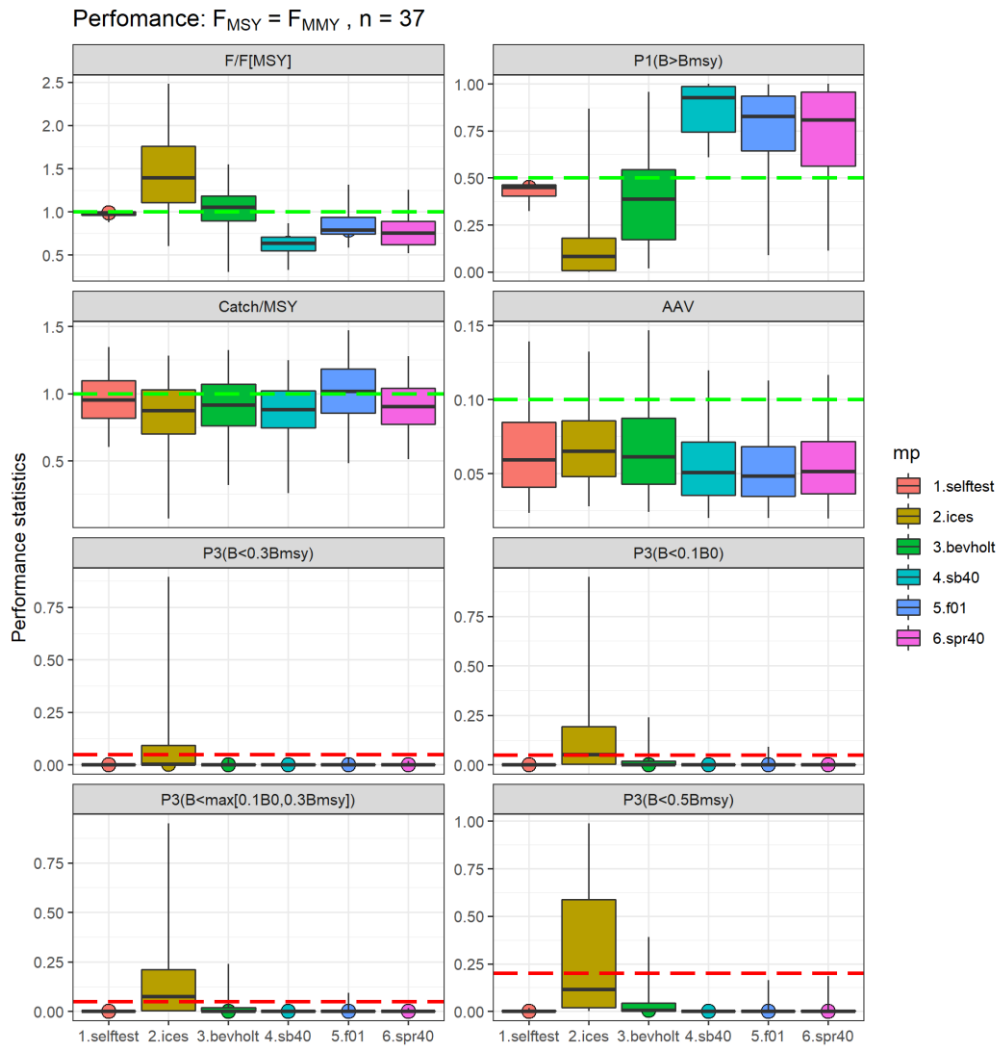 Perfomance: FMSY = FMMY , n = 37
F/F[MSY]
P1(B>Bmsy)
2.5
2.0
1.5
1.0
0.5
1.00
0.75
0.50
0.25
0.00
Catch/MSY
AAV
1.5
1.0
0.5
0.15
0.10
0.05
P3(B<0.3Bmsy)
P3(B<0.1B0)
0.75
0.50
0.25
0.00
0.75
0.50
0.25
0.00
P3(B<max[0.1B0,0.3Bmsy])
P3(B<0.5Bmsy)
0.75
0.50
0.25
0.00
1.00
0.75
0.50
0.25
0.00
1.selftest 2.ices 3.bevholt 4.sb40 5.f01 6.spr40
1.selftest 2.ices 3.bevholt 4.sb40 5.f01 6.spr40
Performance statistics
mp
1.selftest
2.ices
3.bevholt
4.sb40
5.f01
6.spr40